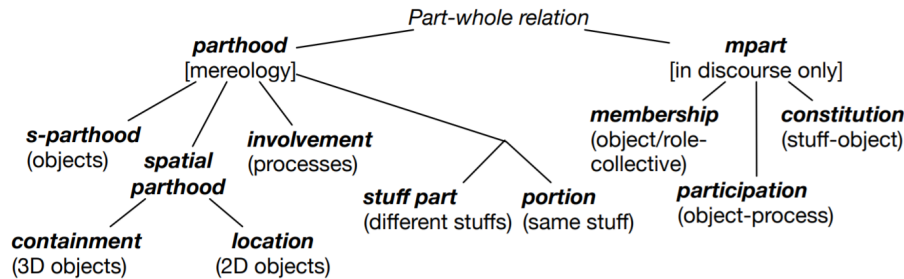 Part-whole relation
parthood
[mereology]
mpart
[in discourse only]
s-parthood
(objects)
spatial
parthood
involvement
(processes)
stuff part
(different stuffs)
portion
(same stuff)
membership
(object/role-
collective)
participation
(object-process)
constitution
(stuff-object)
containment
(3D objects)
location
(2D objects)